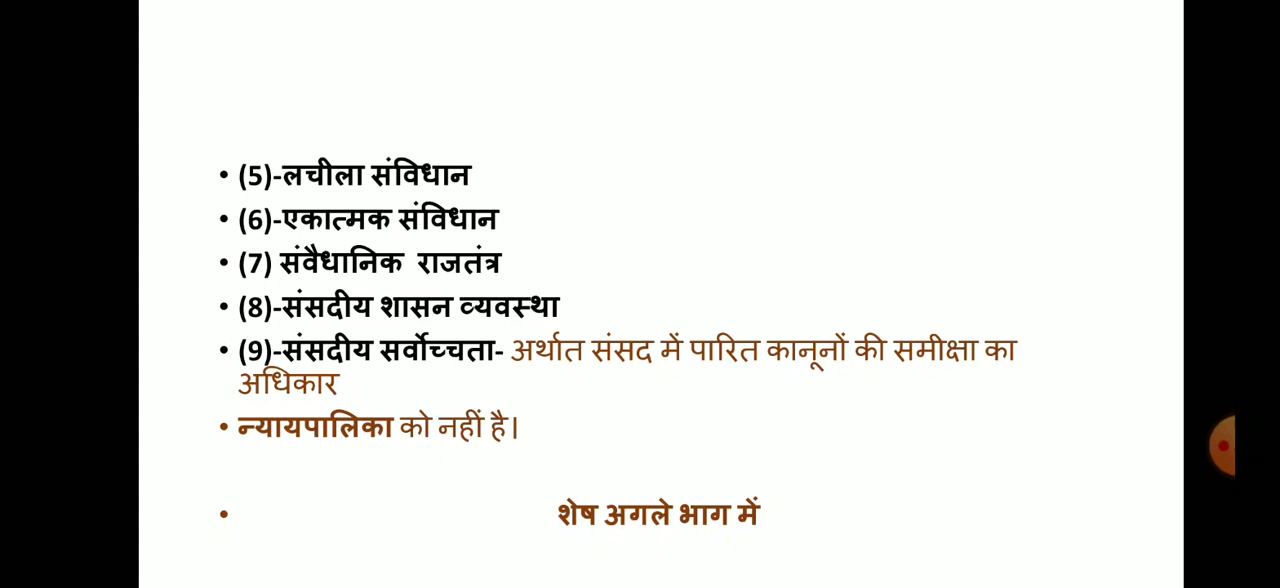 • (5)-लचीला संविधान
• (6)-एकात्मक संविधान
• (7) संवैधानिक राजतंत्र
• (8)-संसदीय शासन व्यवस्था
• (9)-संसदीय सर्वोच्चता- अर्थात संसद में पारित कानूनों की समीक्षा का
अधिकार
• न्यायपालिका को नहीं है।
• शेष अगले भाग में